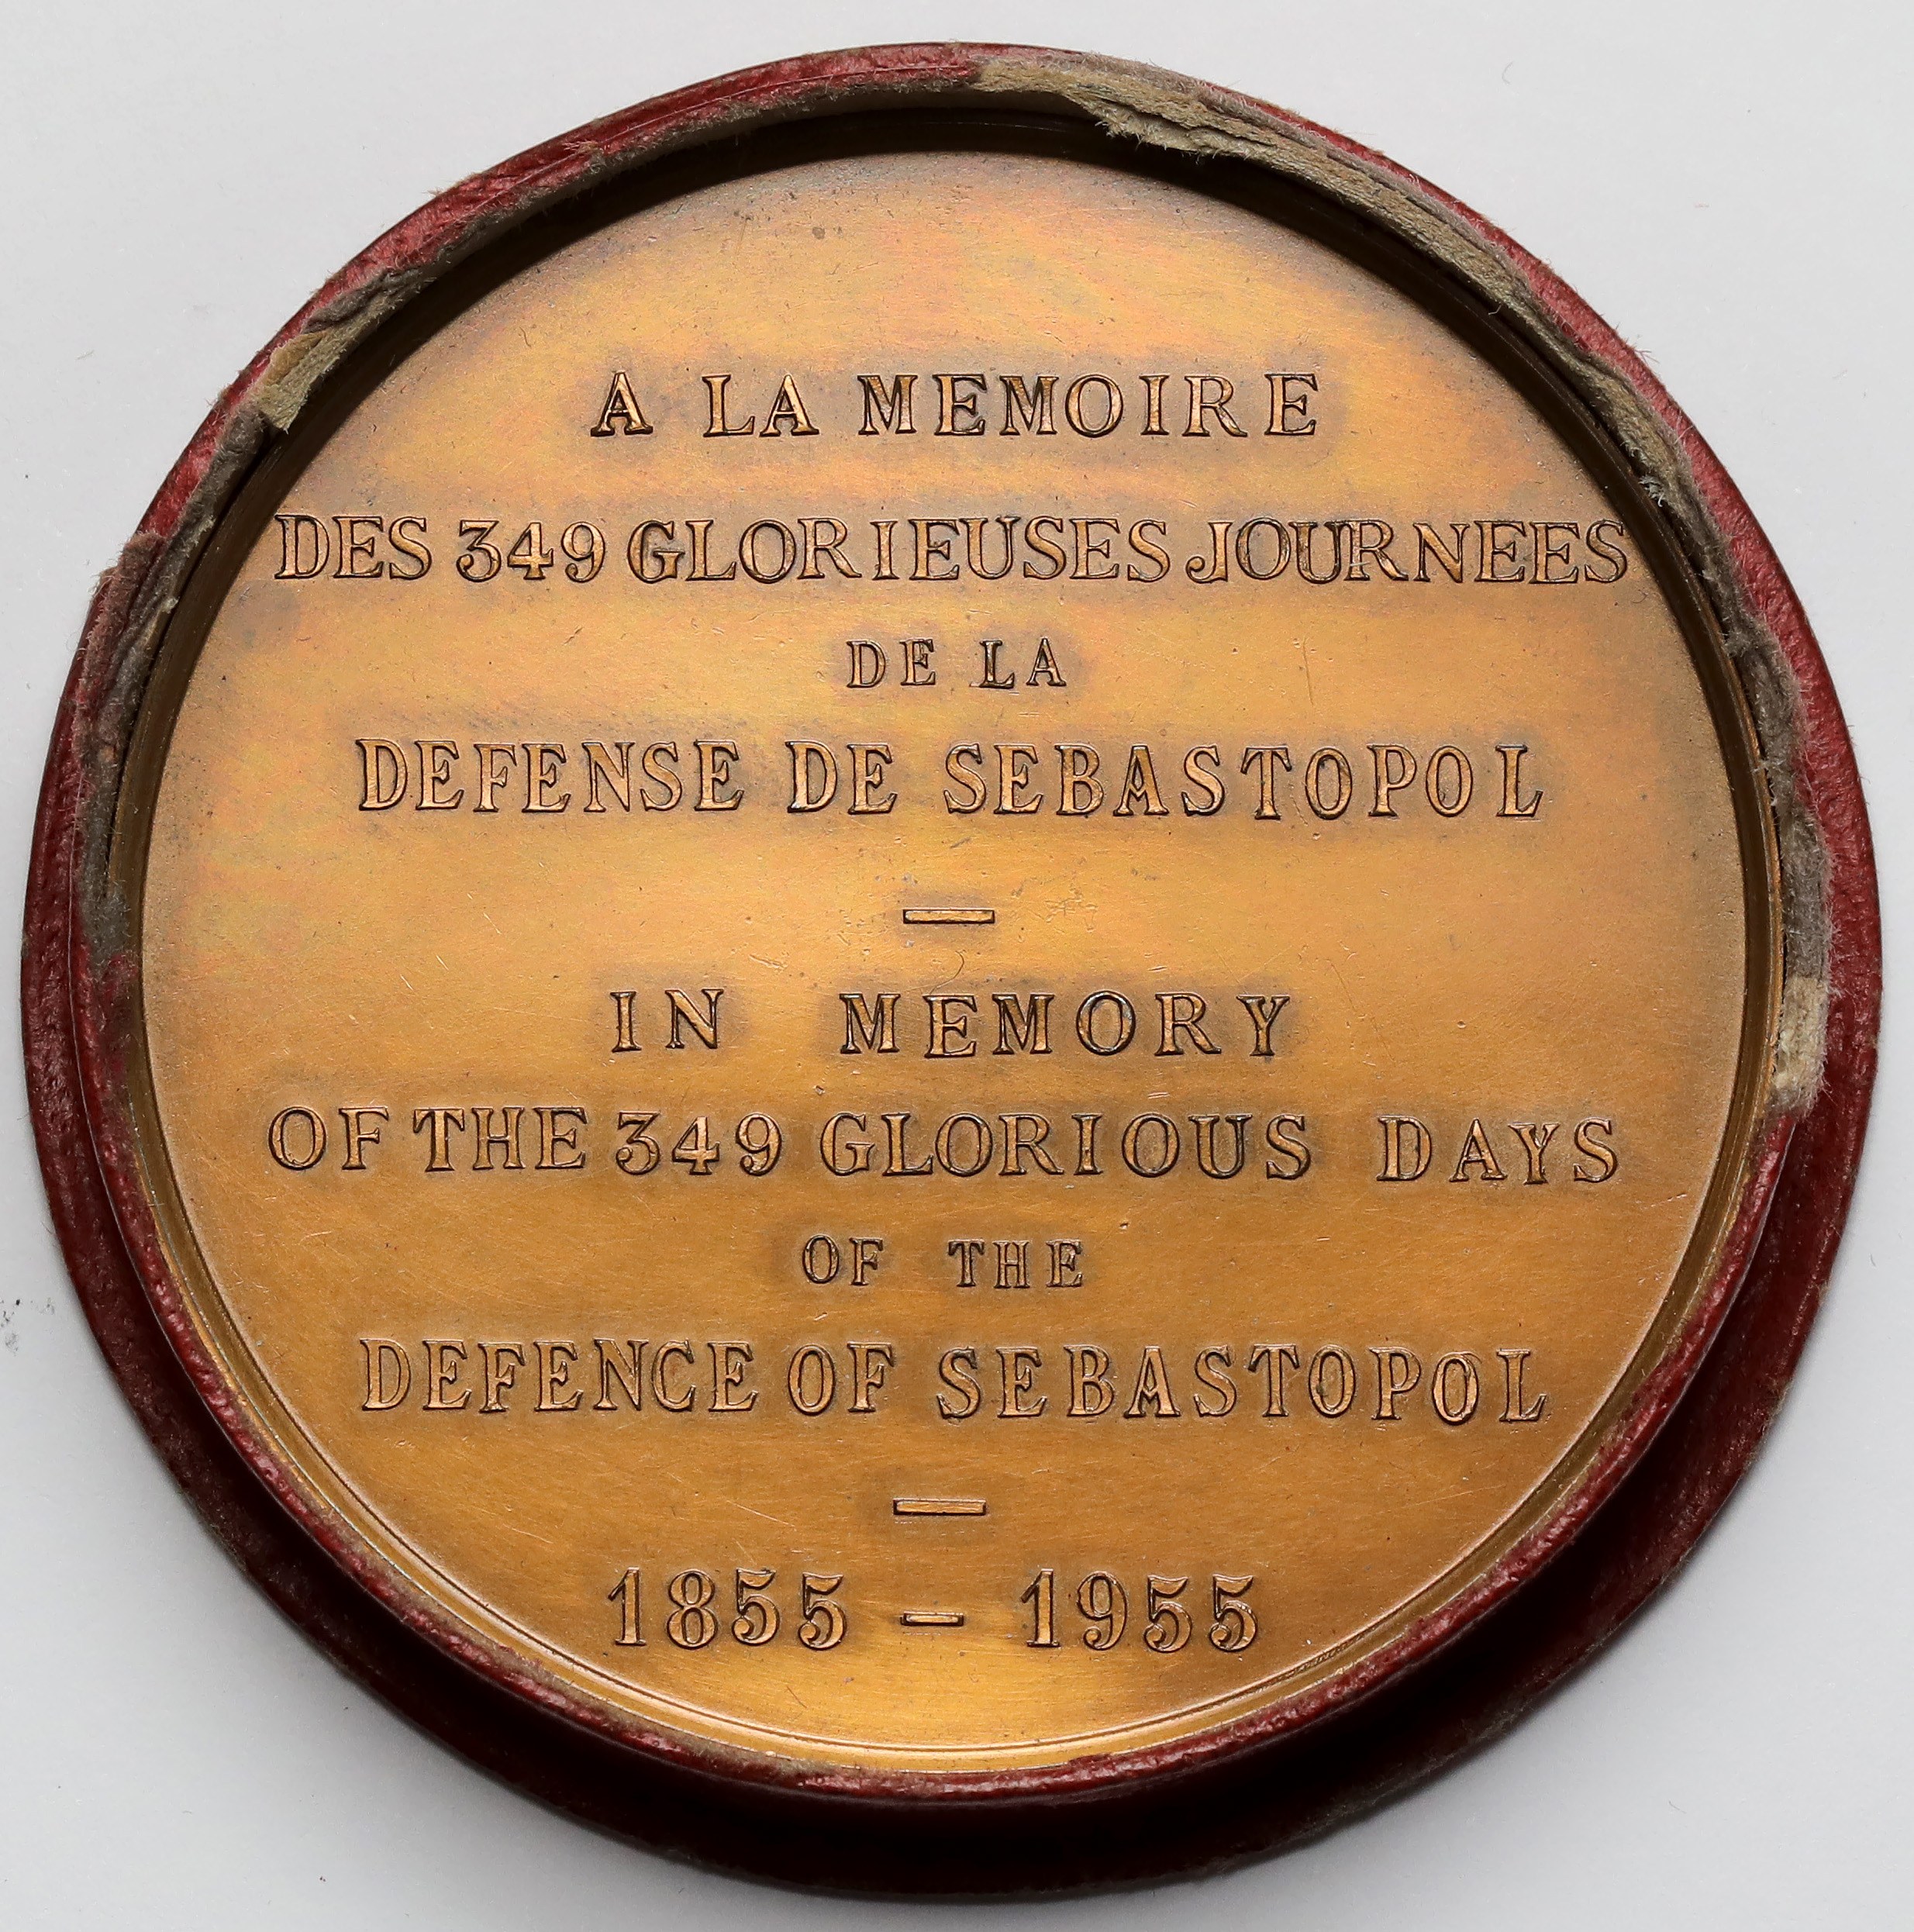 A LA MEMOIRE
DES 349 GLORIEUSES JOURNEES
DE LA
DEFENSE DE SEBASTOPOL
—
IN MEMORY
OF THE 349 GLORIOUS DAYS
OF THE
DEFENCE OF SEBASTOPOL
—
1855 – 1955